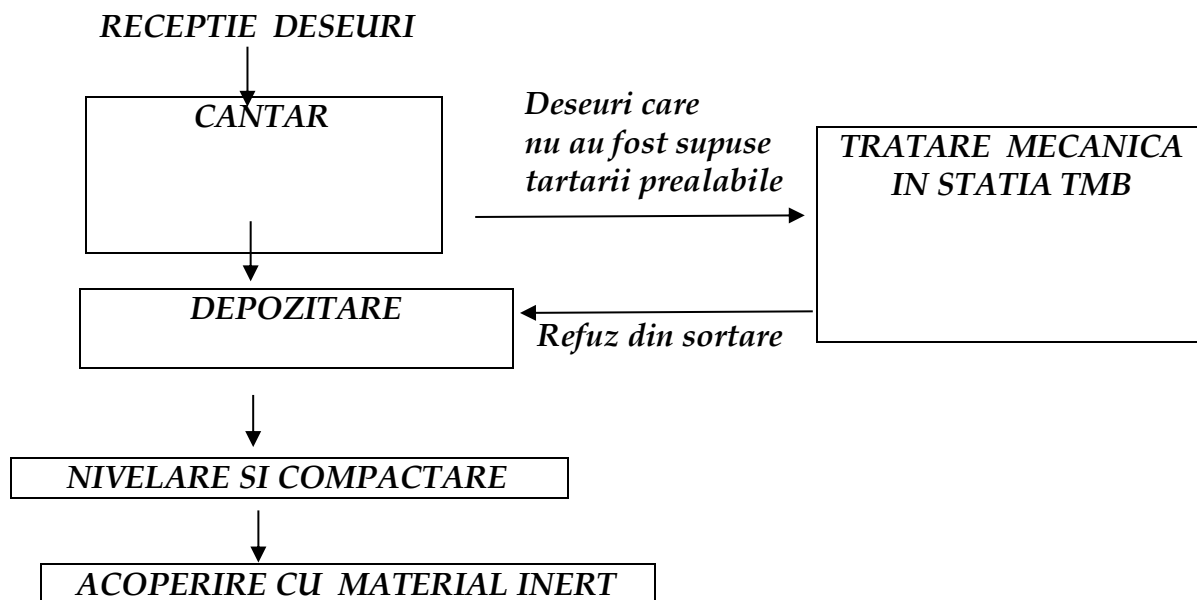 RECEPTIE DESEURI
CANTAR
Deseuri care
nu au fost supuse
tartarii prealabile
TRATARE MECANICA
IN STATIA TMB
DEPOZITARE
Refuz din sortare
NIVELARE SI COMPACTARE
ACOPERIRE CU MATERIAL INERT